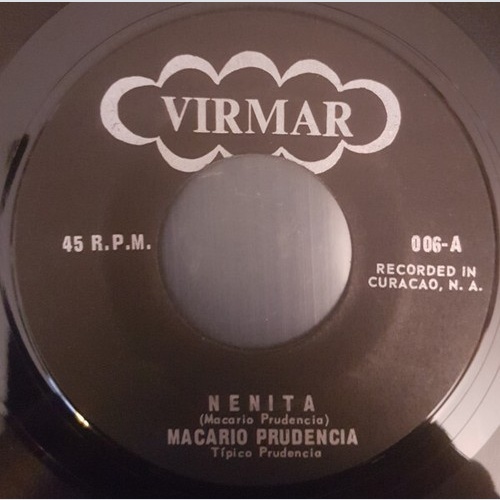 VIRMAR
45 R.P.M.
006-A
RECORDED IN
CURACAO, N. A.
NENITA
(Macario Prudencia)
MACARIO PRUDENCIA
Típico Prudencia